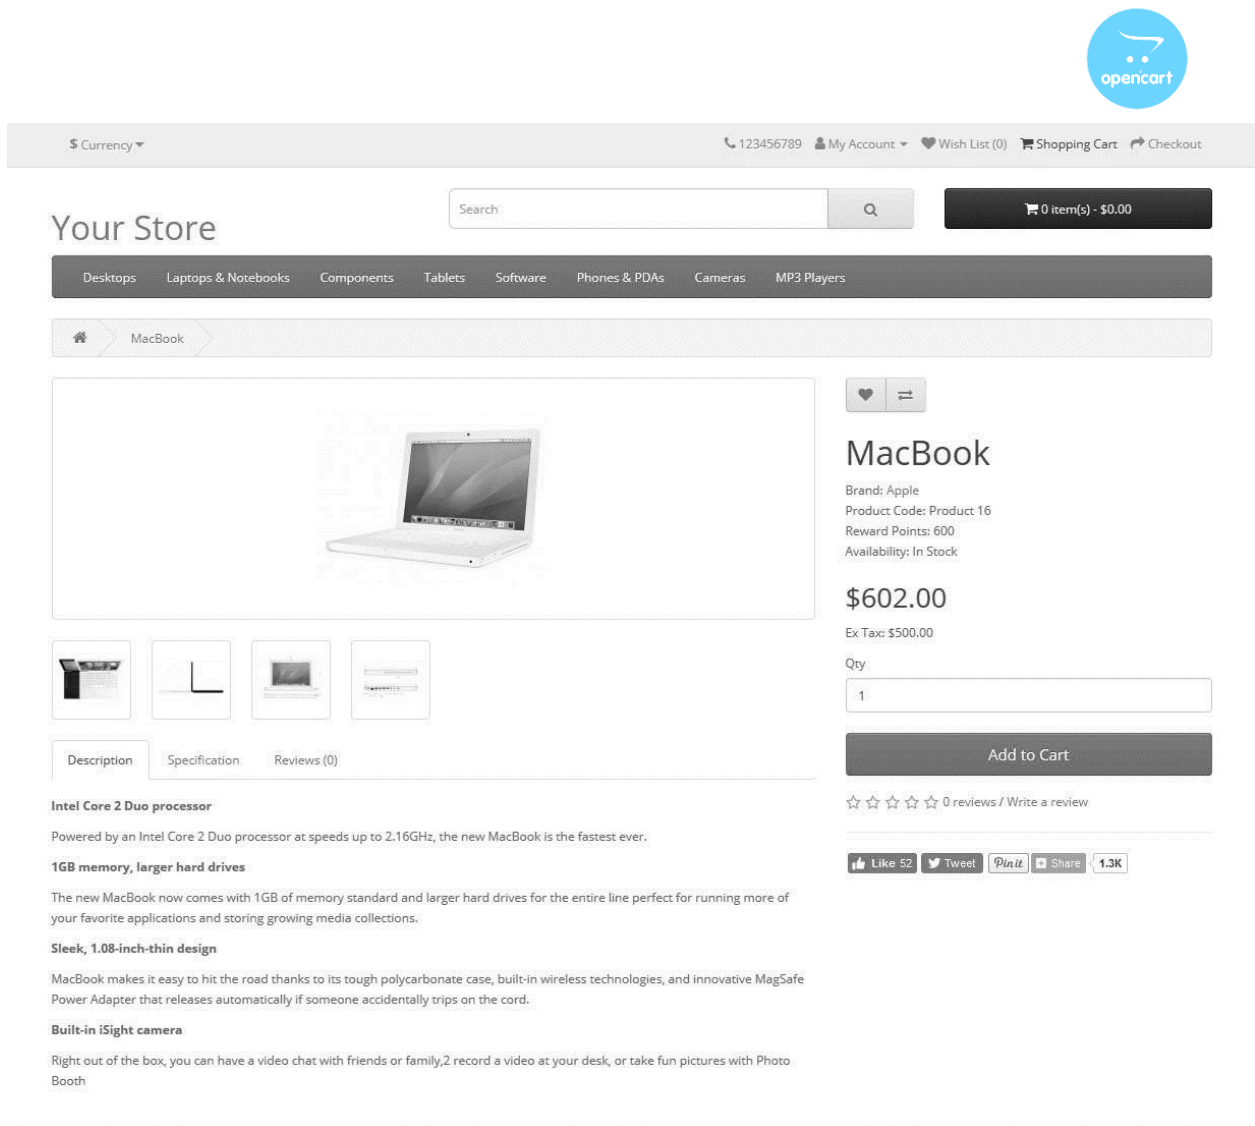 opencart
$ Currency
123456789 My Account Wish List (0) Shopping Cart Checkout
Your Store
Search
0 item(s) - $0.00
Desktops Laptops & Notebooks Components Tablets Software Phones & PDAs Cameras MP3 Players
MacBook
MacBook
Brand: Apple
Product Code: Product 16
Reward Points: 600
Availability: In Stock
$602.00
Ex Tax: $500.00
Qty
1
Add to Cart
0 reviews / Write a review
Like 52 Tweet Pin it Share 1.3K
Description Specification Reviews (0)
Intel Core 2 Duo processor
Powered by an Intel Core 2 Duo processor at speeds up to 2.16GHz, the new MacBook is the fastest ever.
1GB memory, larger hard drives
The new MacBook now comes with 1GB of memory standard and larger hard drives for the entire line perfect for running more of
your favorite applications and storing growing media collections.
Sleek, 1.08-inch-thin design
MacBook makes it easy to hit the road thanks to its tough polycarbonate case, built-in wireless technologies, and innovative MagSafe
Power Adapter that releases automatically if someone accidentally trips on the cord.
Built-in iSight camera
Right out of the box, you can have a video chat with friends or family,2 record a video at your desk, or take fun pictures with Photo
Booth